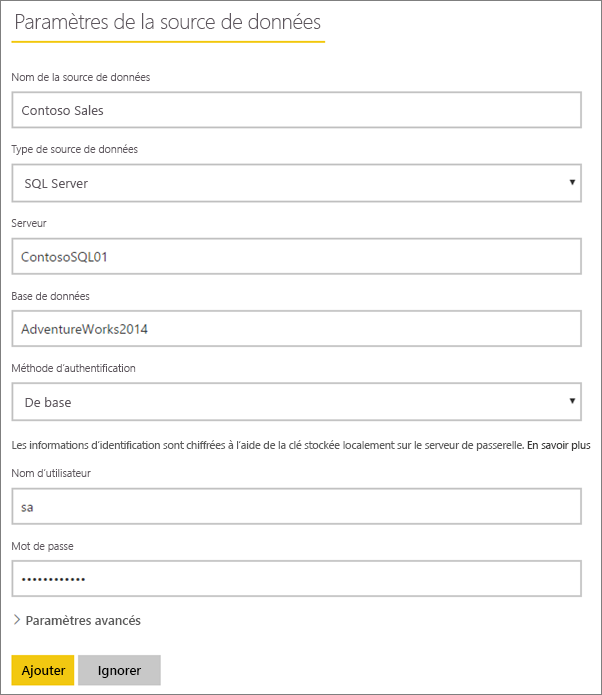 Paramètres de la source de données
Nom de la source de données
Contoso Sales
Type de source de données
SQL Server
Serveur
ContosoSQL01
Base de données
AdventureWorks2014
Méthode d'authentification
De base
Les informations d'identification sont chiffrées à l'aide de la clé stockée localement sur le serveur de passerelle. En savoir plus
Nom d'utilisateur
sa
Mot de passe
••••••••••••
Paramètres avancés
Ajouter Ignorer